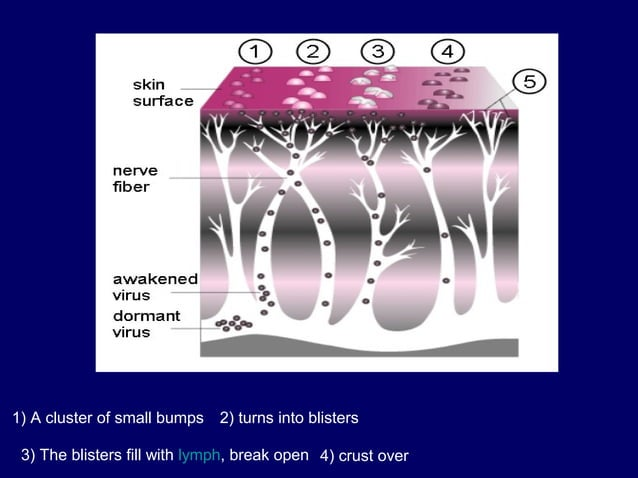 1 2 3 4
5
skin
surface
nerve
fiber
awakened
virus
dormant
virus
1) A cluster of small bumps 2) turns into blisters
3) The blisters fill with lymph, break open 4) crust over